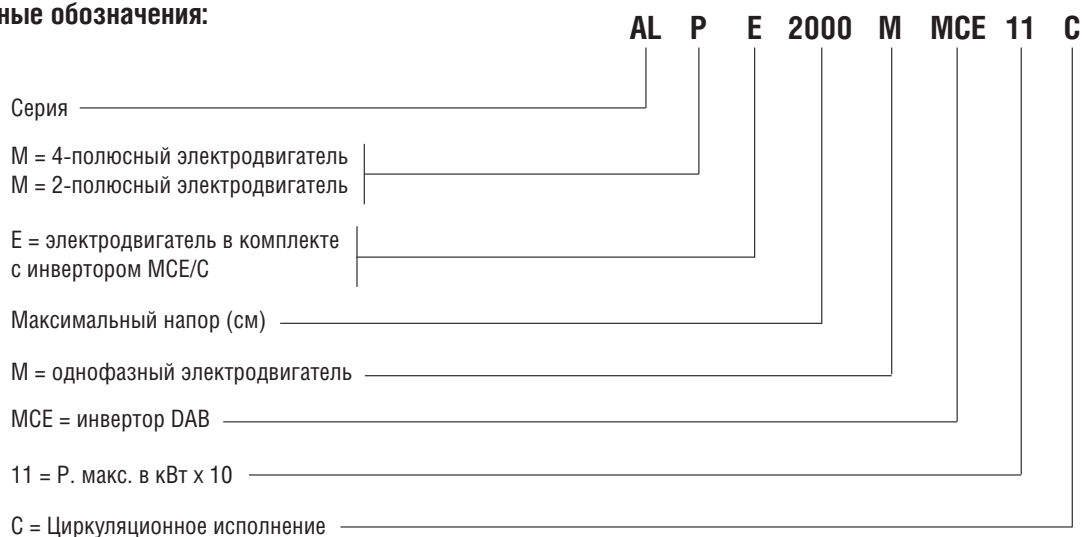 ные обозначения:
AL P E 2000 M MCE 11 C
Серия
М = 4-полюсный электродвигатель
М = 2-полюсный электродвигатель
Е = электродвигатель в комплекте
с инвертором MCE/C
Максимальный напор (см)
М = однофазный электродвигатель
MCE = инвертор DAB
11 = Р. макс. в кВт х 10
С = Циркуляционное исполнение